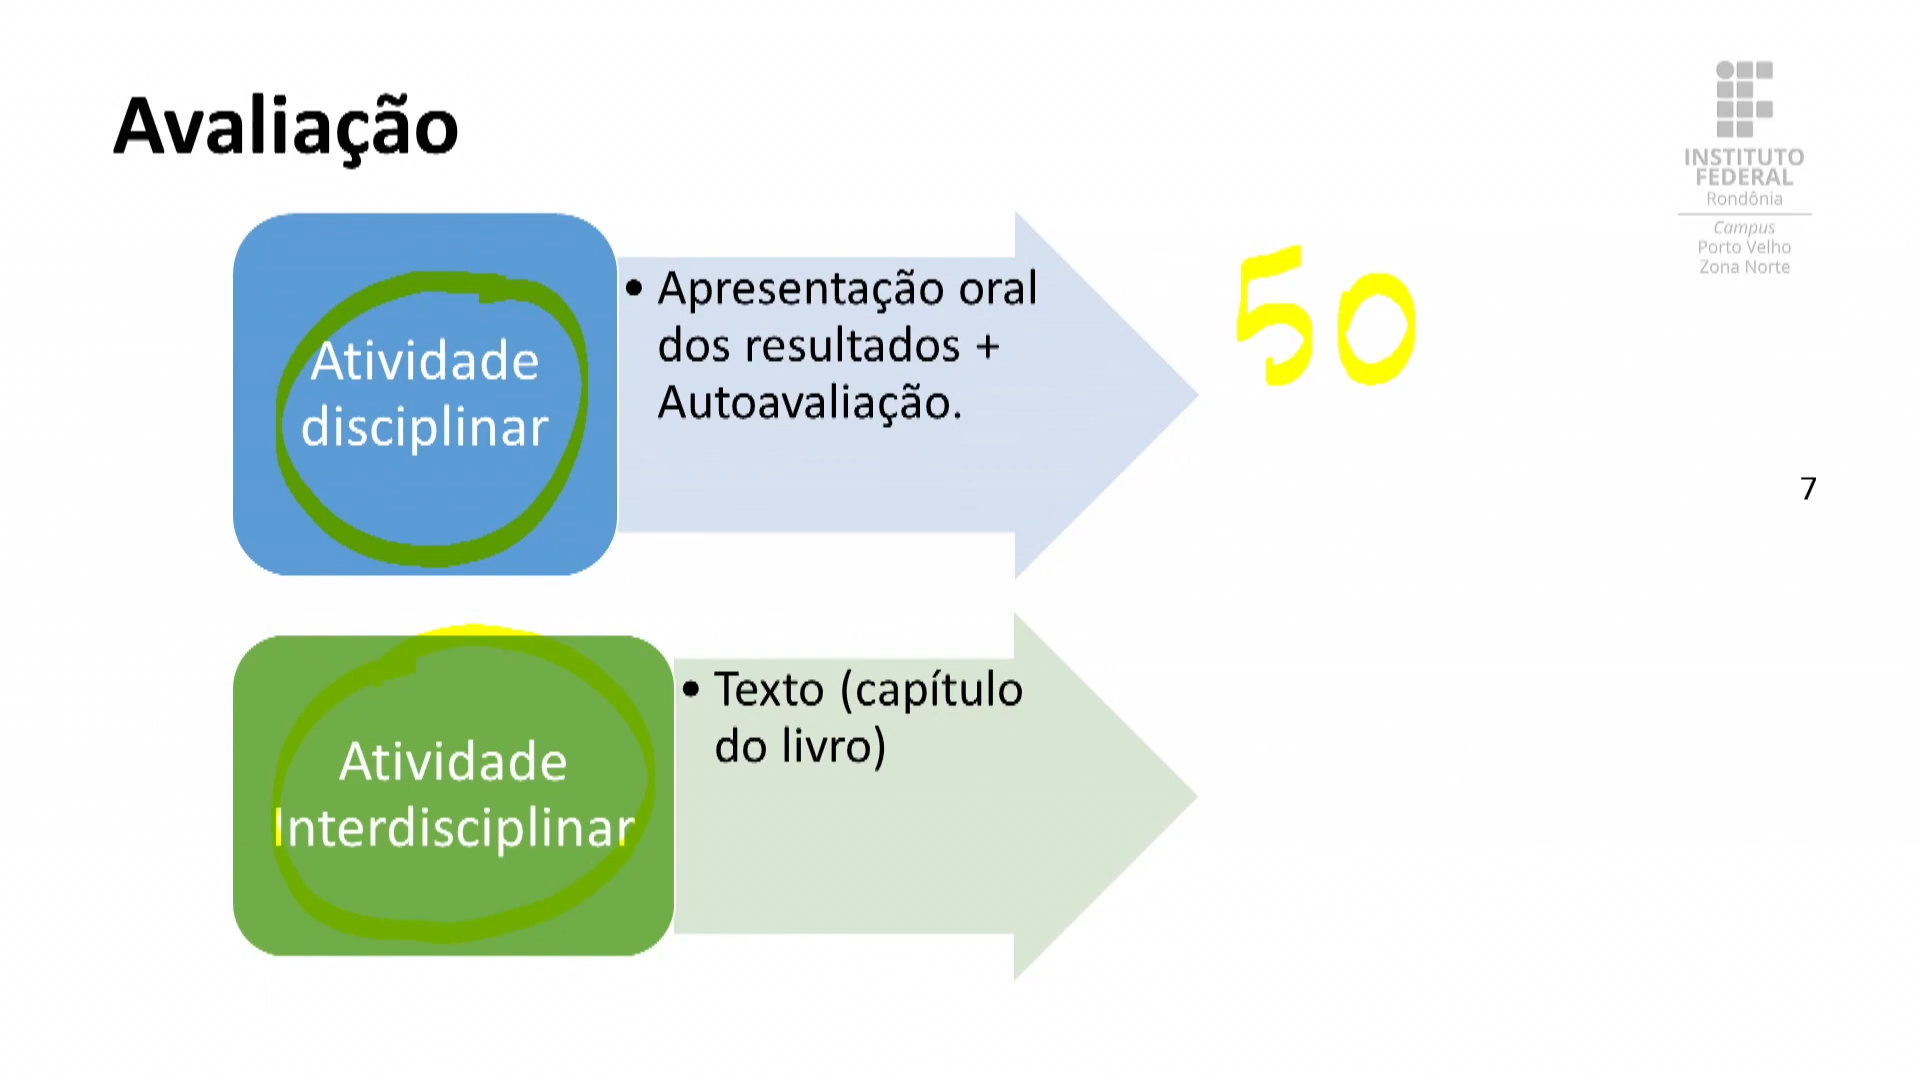 Avaliação
INSTITUTO
FEDERAL
Rondônia
Campus
Porto Velho
Zona Norte
Atividade
disciplinar
• Apresentação oral
dos resultados +
Autoavaliação.
50
7
Atividade
Interdisciplinar
• Texto (capítulo
do livro)